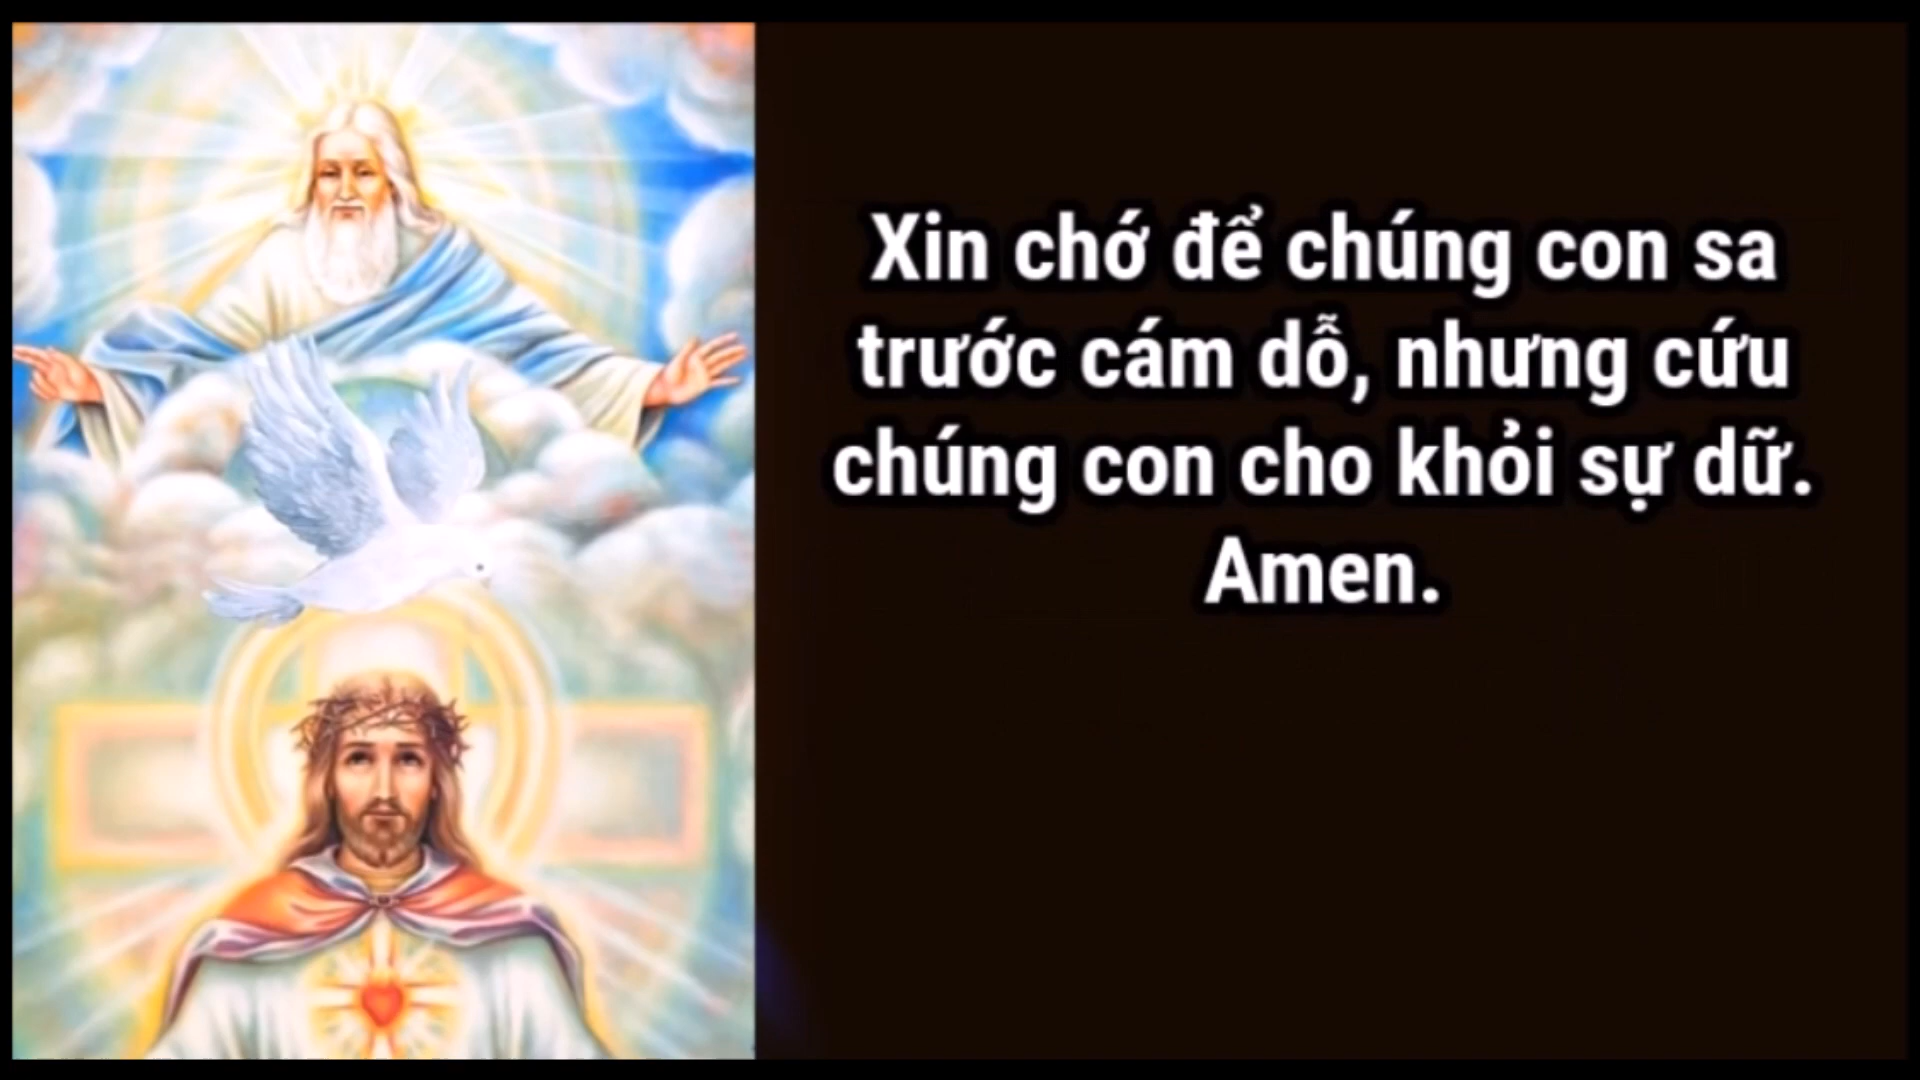 Xin chớ để chúng con sa
trước cám dỗ, nhưng cứu
chúng con cho khỏi sự dữ.
Amen.